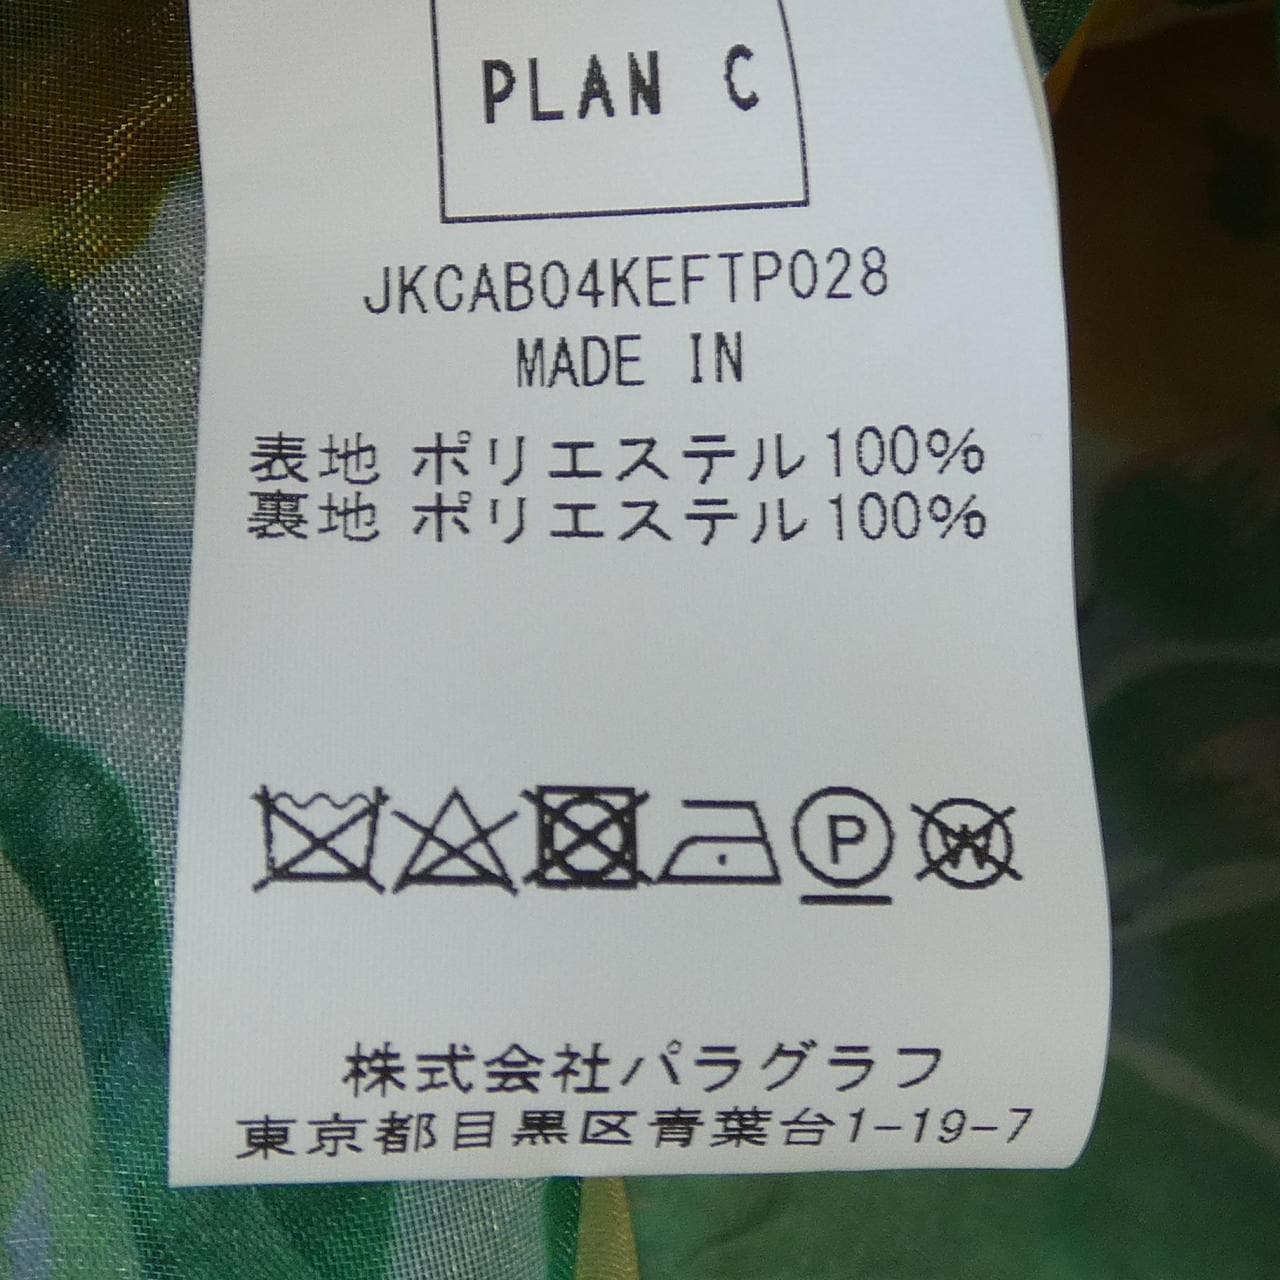 PLAN C
JKCAB04KEFTP028
MADE IN
表地 ポリエステル100%
裏地 ポリエステル100%
P
W
株式会社パラグラフ
東京都目黒区青葉台1-19-7